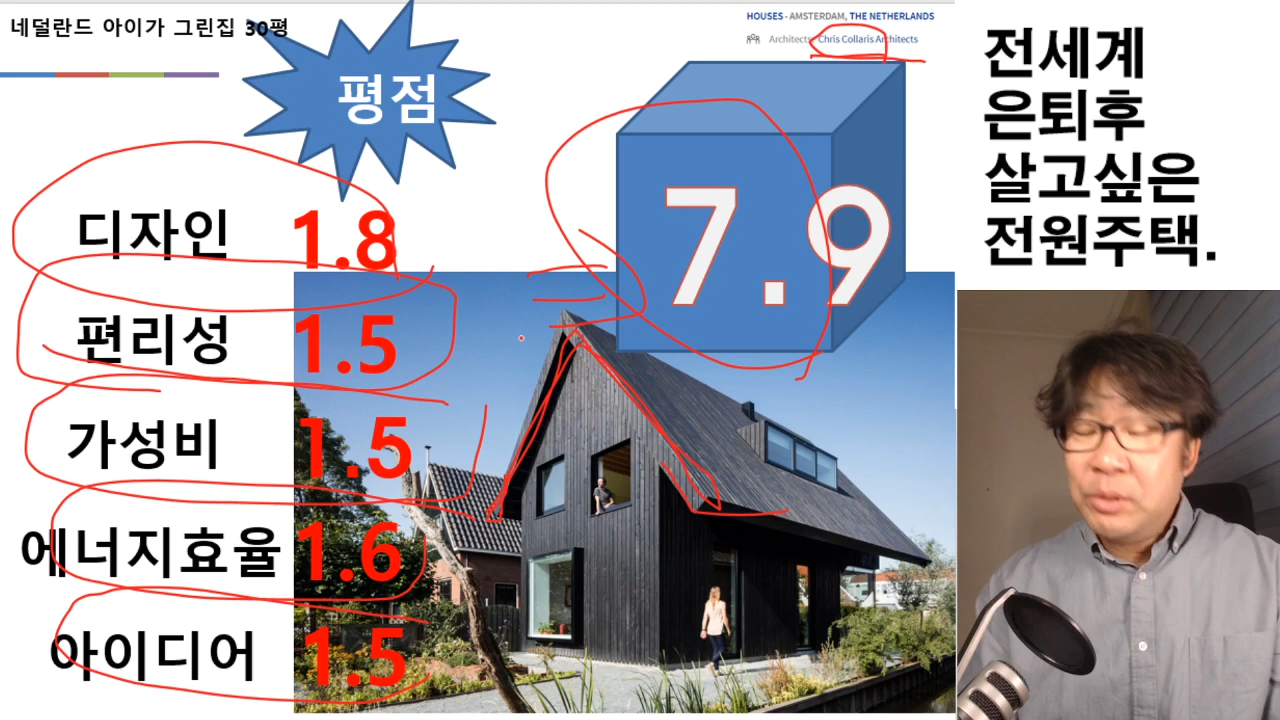 네덜란드 아이가 그린집 30평
평점
HOUSES - AMSTERDAM, THE NETHERLANDS
Architects: Chris Collaris Architects
7.9
디자인 1.8
편리성 1.5
가성비 1.5
에너지효율 1.6
아이디어 1.5
전세계
은퇴후
살고싶은
전원주택.